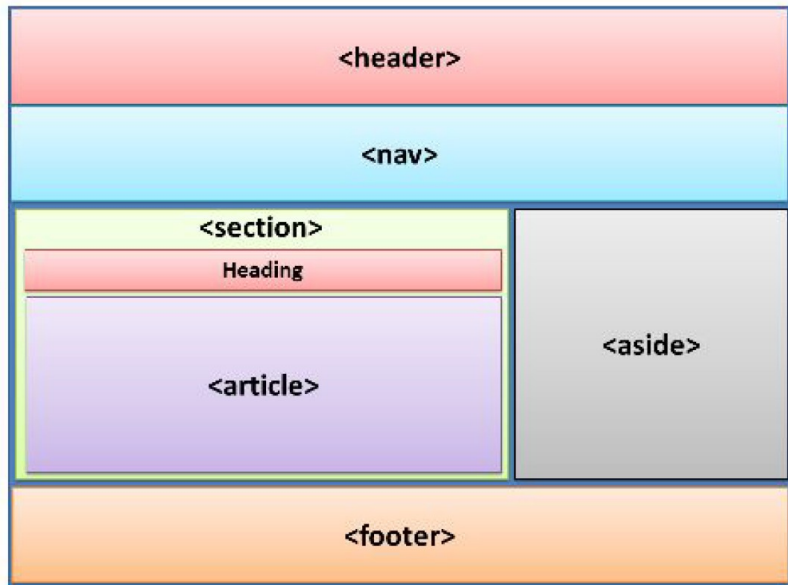 <header>
<nav>
<section>
Heading
<article>
<aside>
<footer>